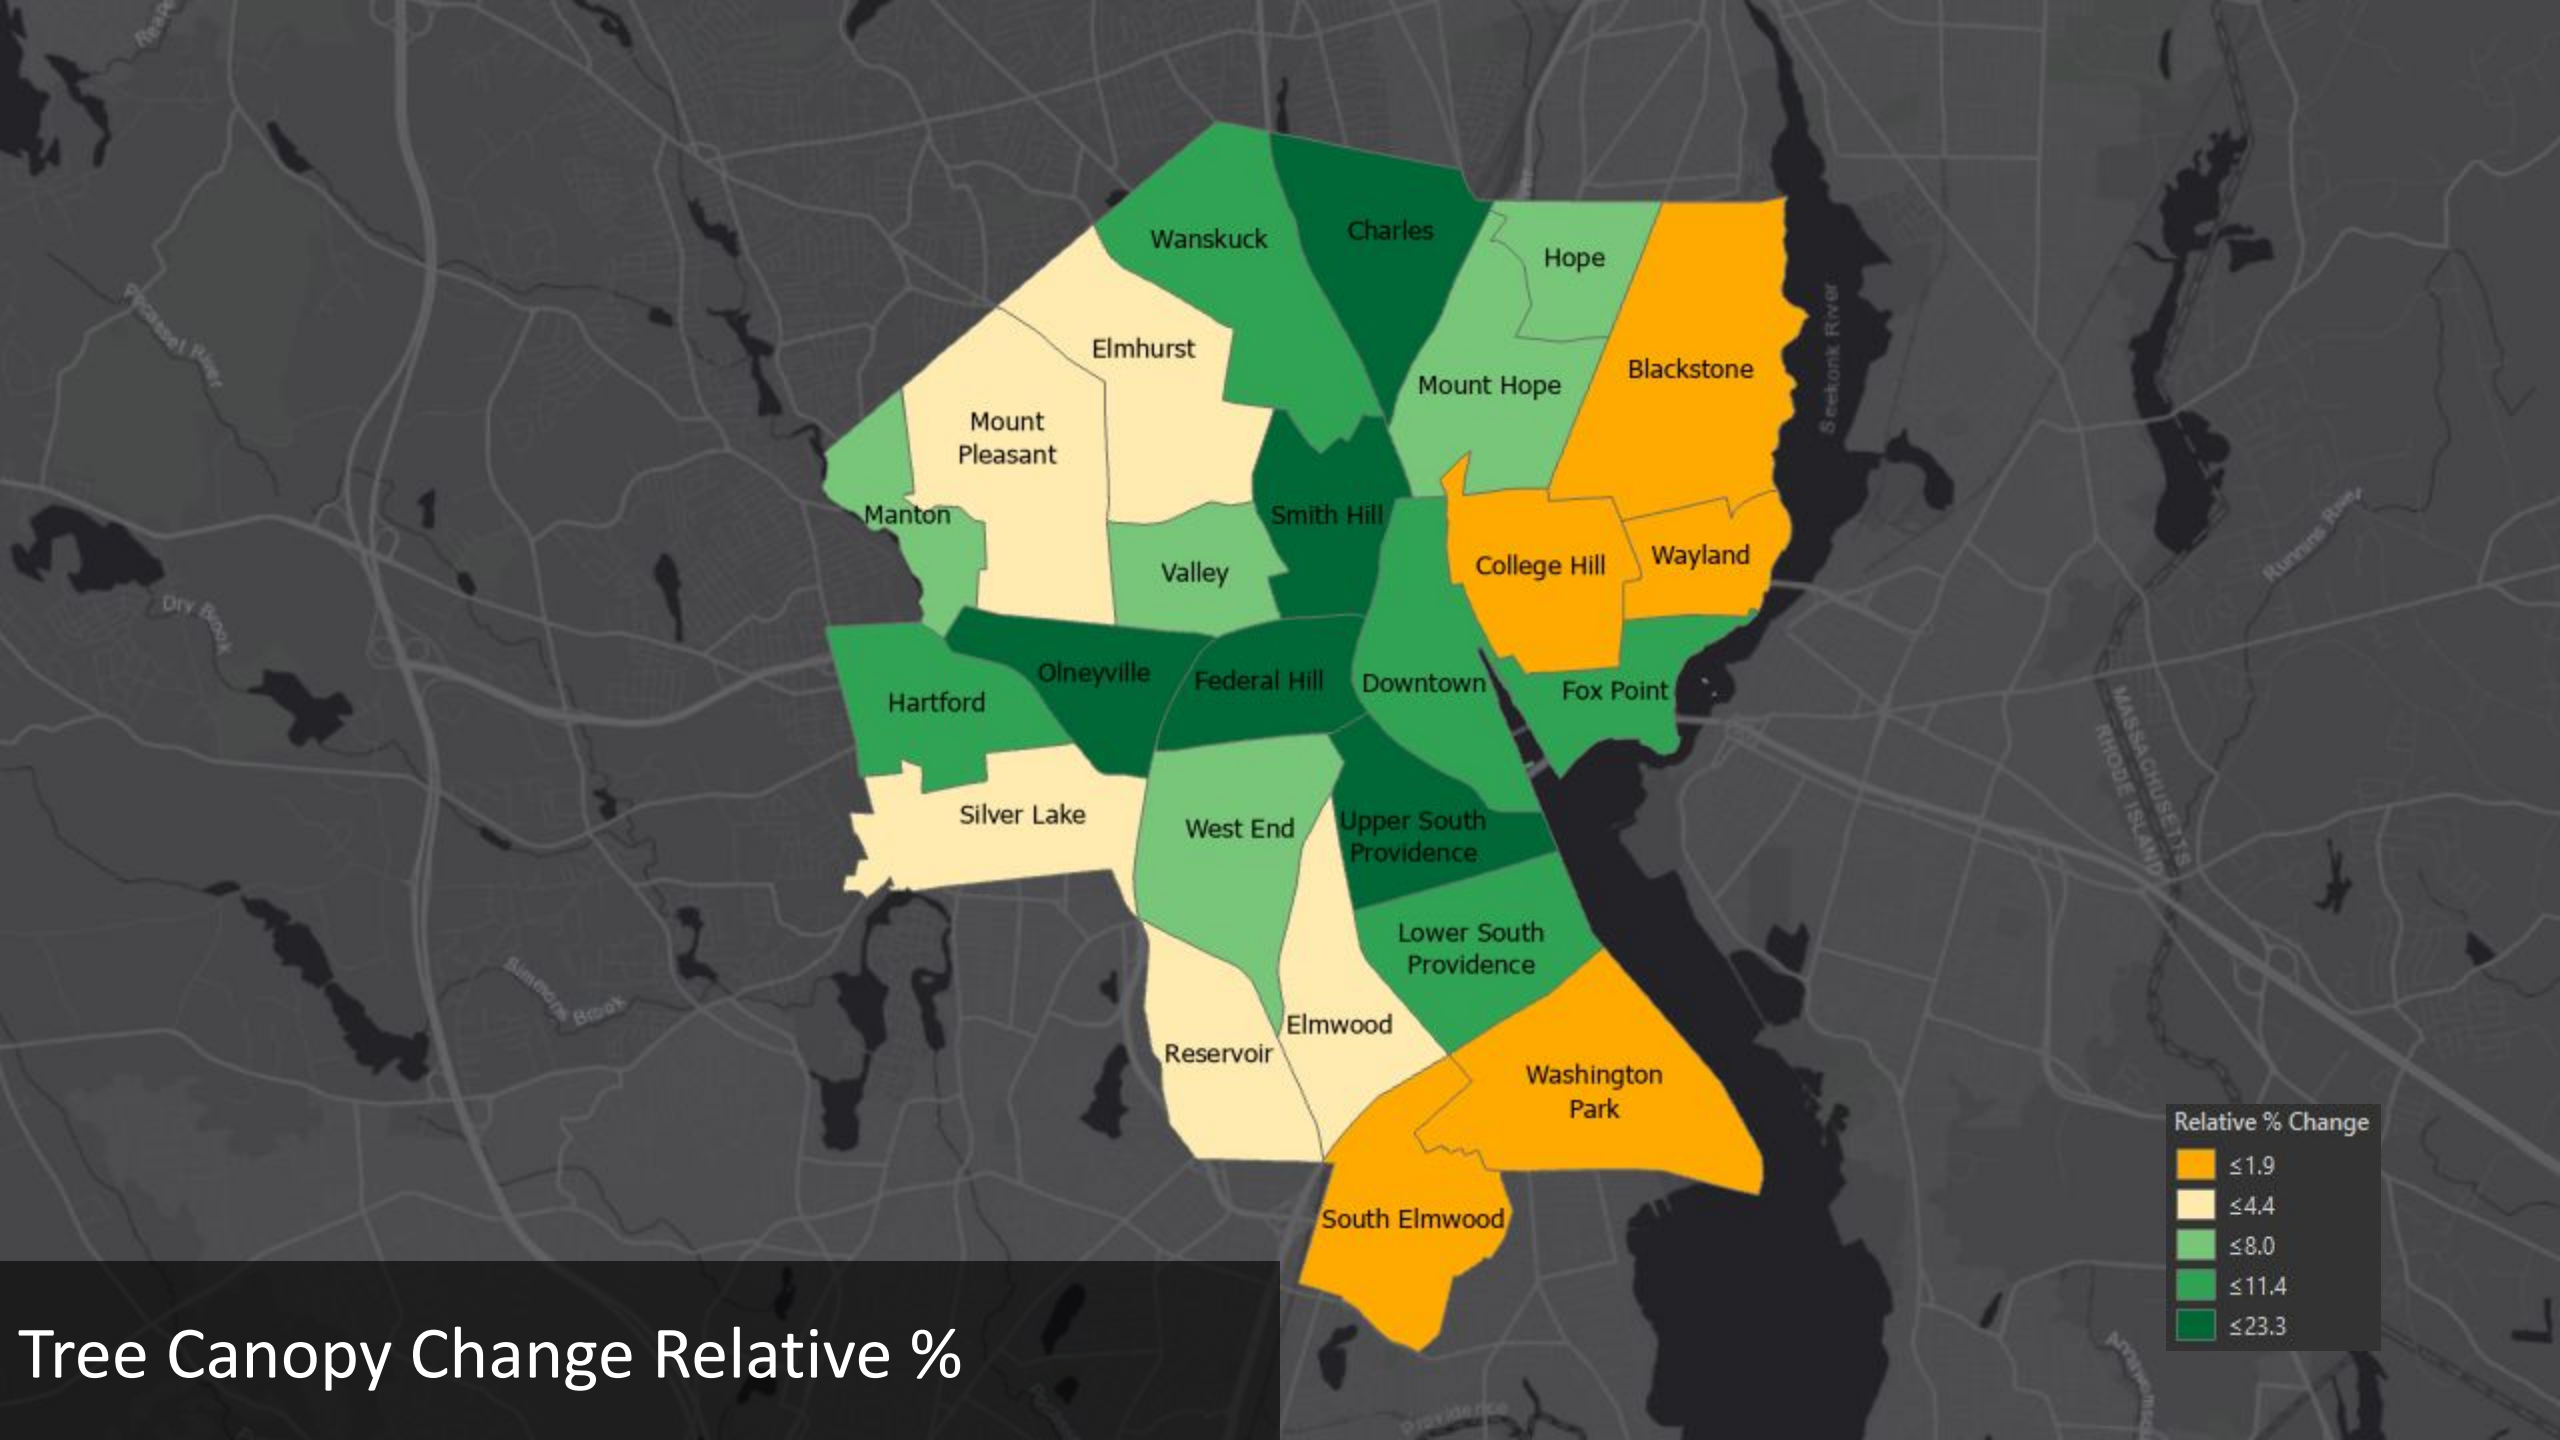 Wanskuck
Charles
Hope
Elmhurst
Mount Hope
Blackstone
Mount
Pleasant
Manton
Smith Hill
Valley
College Hill
Wayland
Olneyville
Federal Hill
Downtown
Fox Point
Hartford
Silver Lake
West End
Upper South
Providence
Lower South
Providence
Elmwood
Reservoir
Washington
Park
South Elmwood
Seekonk River
Dry Brook
Simmons Brook
Runnins River
MASSACHUSETTS
RHODE ISLAND
Providence
Relative % Change
≤1.9
≤4.4
≤8.0
≤11.4
≤23.3
Tree Canopy Change Relative %